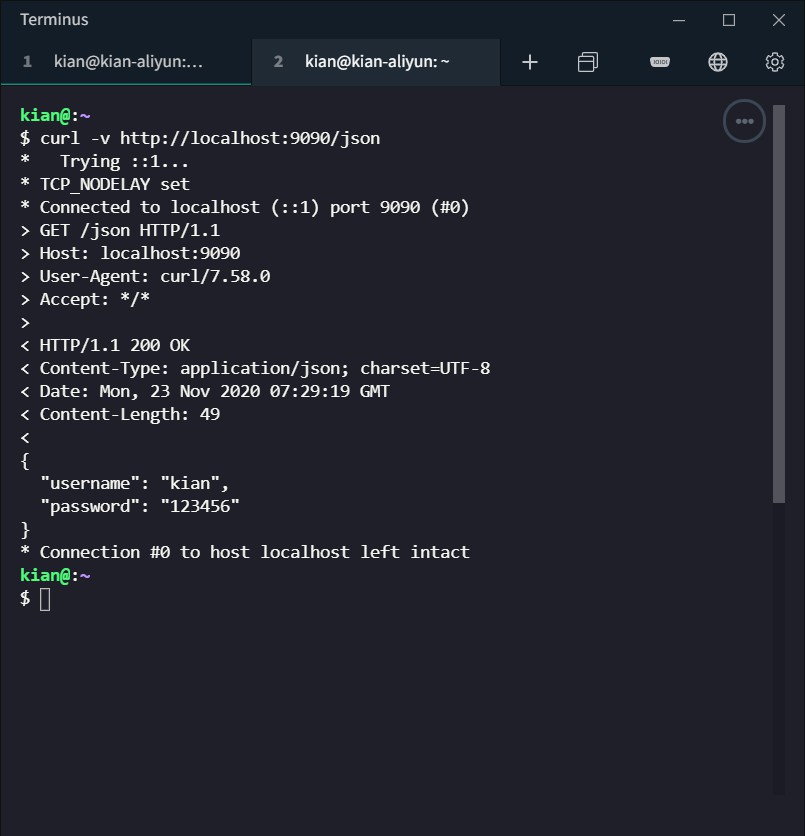 Terminus
1 kian@kian-aliyun:... 2 kian@kian-aliyun: ~
kian@:~
$ curl -v http://localhost:9090/json
*   Trying ::1...
* TCP_NODELAY set
* Connected to localhost (::1) port 9090 (#0)
> GET /json HTTP/1.1
> Host: localhost:9090
> User-Agent: curl/7.58.0
> Accept: */*
>
< HTTP/1.1 200 OK
< Content-Type: application/json; charset=UTF-8
< Date: Mon, 23 Nov 2020 07:29:19 GMT
< Content-Length: 49
<
{
  "username": "kian",
  "password": "123456"
}
* Connection #0 to host localhost left intact
kian@:~
$